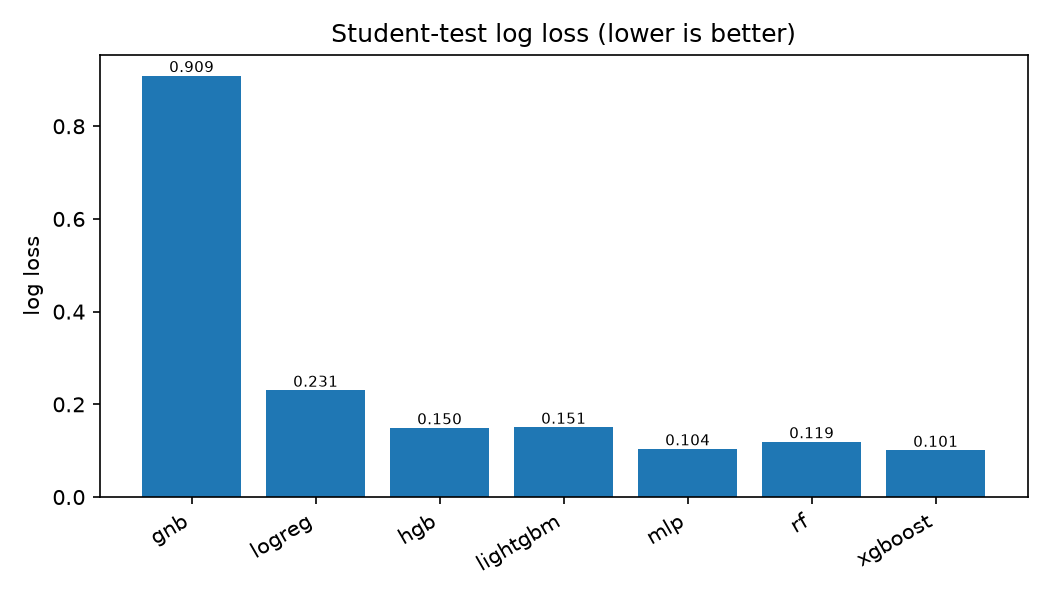 Student-test log loss (lower is better)
log loss
0.8
0.6
0.4
0.2
0.0
0.909
0.231
0.150
0.151
0.104
0.119
0.101
gnb
logreg
hgb
lightgbm
mlp
rf
xgboost